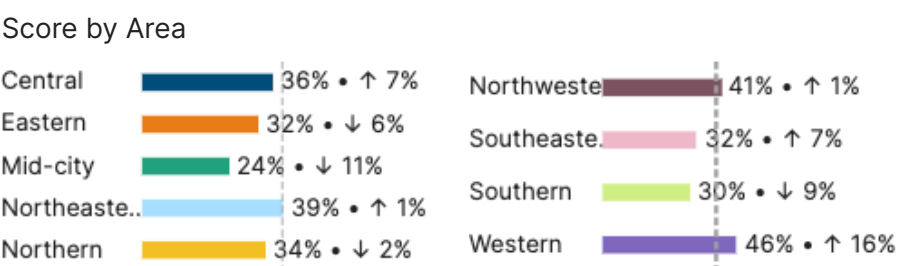 Score by Area
Central 36% • ↑ 7%
Eastern 32% • ↓ 6%
Mid-city 24% • ↓ 11%
Northeaste.. 39% • ↑ 1%
Northern 34% • ↓ 2%
Northweste 41% • ↑ 1%
Southeaste. 32% • ↑ 7%
Southern 30% • ↓ 9%
Western 46% • ↑ 16%